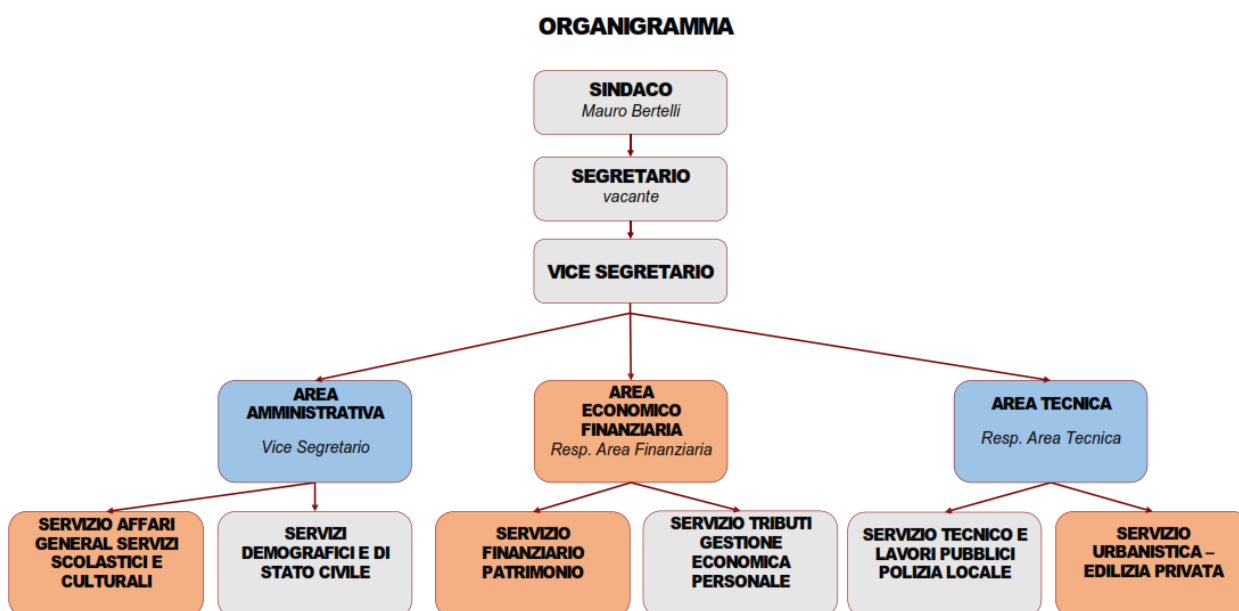 ORGANIGRAMMA
SINDACO
Mauro Bertelli
SEGRETARIO
vacante
VICE SEGRETARIO
AREA
AMMINISTRATIVA
Vice Segretario
AREA
ECONOMICO
FINANZIARIA
Resp. Area Finanziaria
AREA TECNICA
Resp. Area Tecnica
SERVIZIO AFFARI
GENERAL SERVIZI
SCOLASTICI E
CULTURALI
SERVIZI
DEMOGRAFICI E DI
STATO CIVILE
SERVIZIO
FINANZIARIO
PATRIMONIO
SERVIZIO TRIBUTI
GESTIONE
ECONOMICA
PERSONALE
SERVIZIO TECNICO E
LAVORI PUBBLICI
POLIZIA LOCALE
SERVIZIO
URBANISTICA –
EDILIZIA PRIVATA